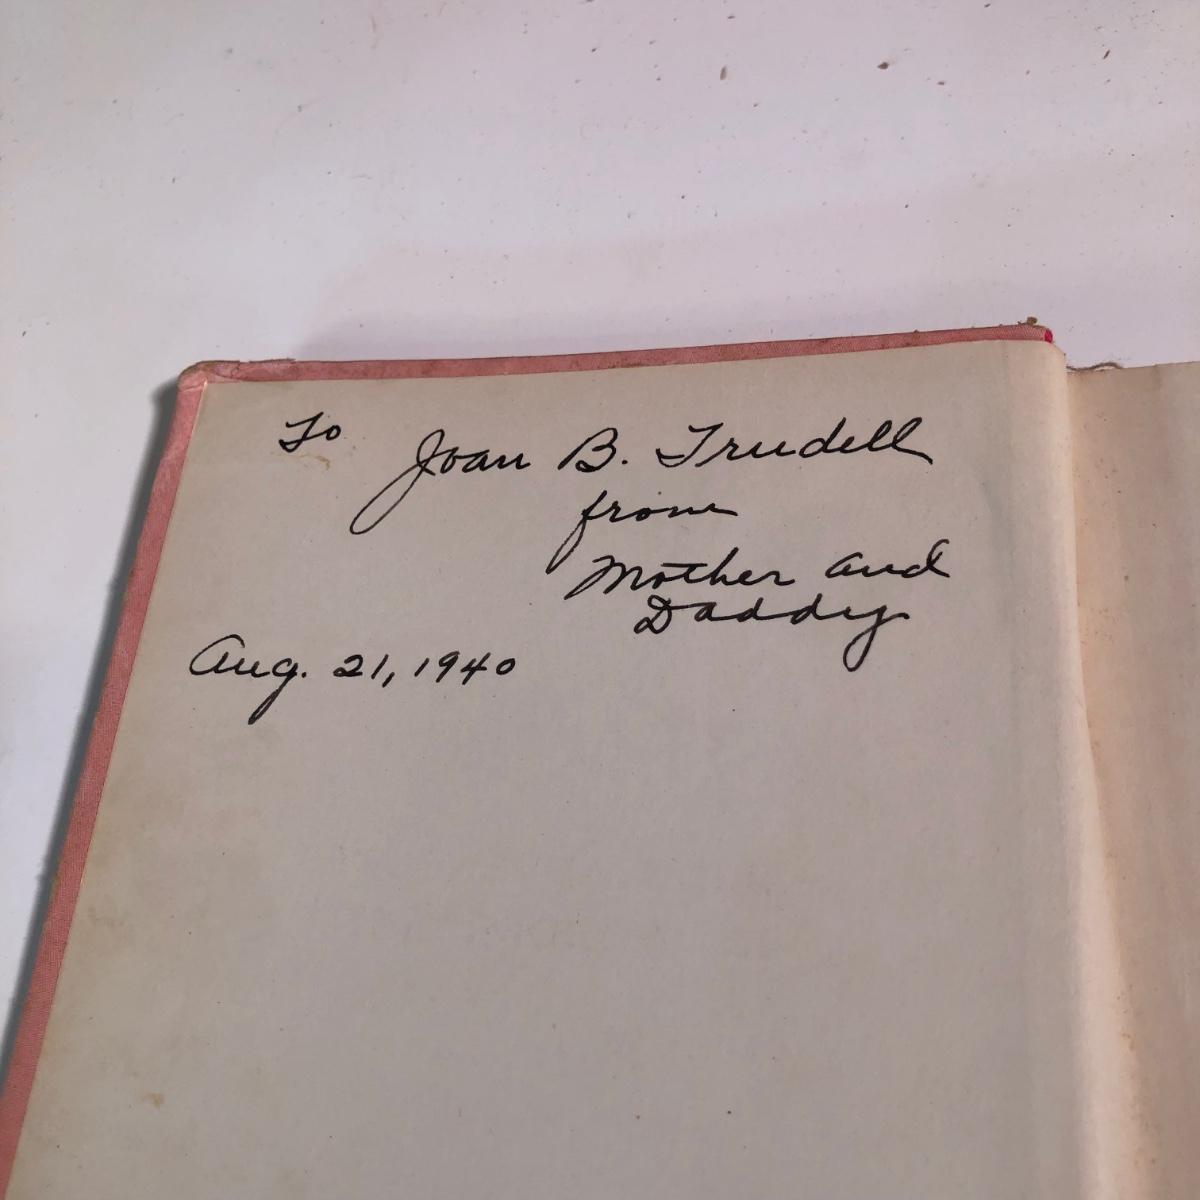 To Joan B. Trudell
from
Mother and
Daddy
Aug. 21, 1940